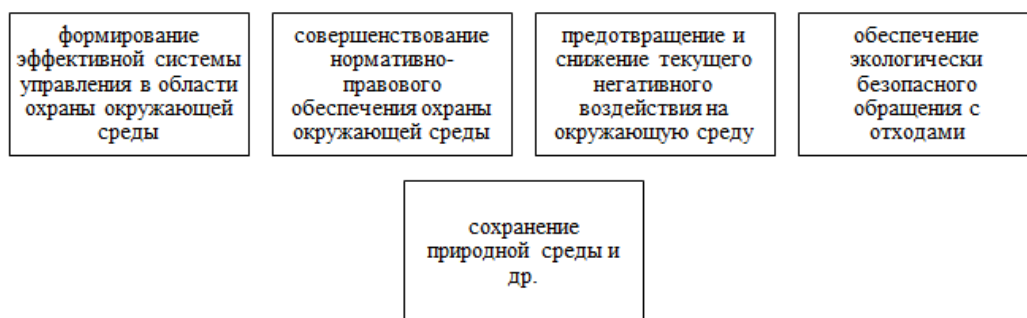 формирование
эффективной системы
управления в области
охраны окружающей
среды
совершенствование
нормативно-
правового
обеспечения охраны
окружающей среды
предотвращение и
снижение текущего
негативного
воздействия на
окружающую среду
обеспечение
экологически
безопасного
обращения с
отходами
сохранение
природной среды и
др.